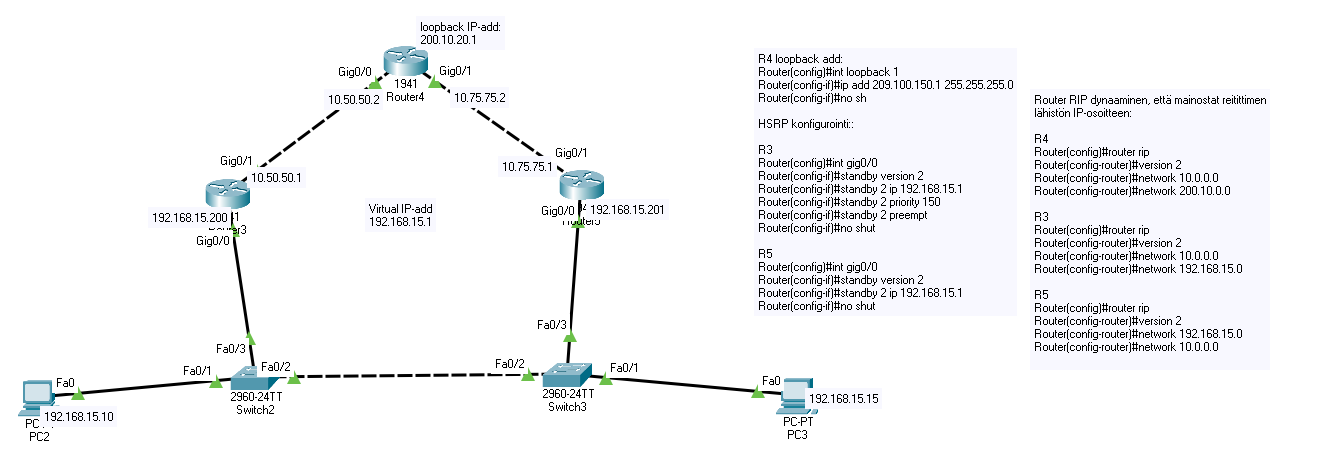 loopback IP-add:
200.10.20.1
Gig0/0
Gig0/1
1941
Router4
10.50.50.2
10.75.75.2
Gig0/1
10.50.50.1
Gig0/1
10.75.75.1
192.168.15.200
Gig0/0
Virtual IP-add
192.168.15.1
Gig0/0
192.168.15.201
Fa0/3
Fa0/1
Fa0/2
2960-24TT
Switch2
Fa0/3
Fa0/2
Fa0/1
2960-24TT
Switch3
Fa0
192.168.15.10
PC2
Fa0
192.168.15.15
PC-PT
PC3
R4 loopback add:
Router(config)#int loopback 1
Router(config-if)#ip add 209.100.150.1 255.255.255.0
Router(config-if)#no sh
HSRP konfigurointi::
R3
Router(config)#int gig0/0
Router(config-if)#standby version 2
Router(config-if)#standby 2 ip 192.168.15.1
Router(config-if)#standby 2 priority 150
Router(config-if)#standby 2 preempt
Router(config-if)#no shut
R5
Router(config)#int gig0/0
Router(config-if)#standby version 2
Router(config-if)#standby 2 ip 192.168.15.1
Router(config-if)#no shut
Router RIP dynaaminen, että mainostat reitittimen
lähistön IP-osoitteen:
R4
Router(config)#router rip
Router(config-router)#version 2
Router(config-router)#network 10.0.0.0
Router(config-router)#network 200.10.0.0
R3
Router(config)#router rip
Router(config-router)#version 2
Router(config-router)#network 10.0.0.0
Router(config-router)#network 192.168.15.0
R5
Router(config)#router rip
Router(config-router)#version 2
Router(config-router)#network 192.168.15.0
Router(config-router)#network 10.0.0.0